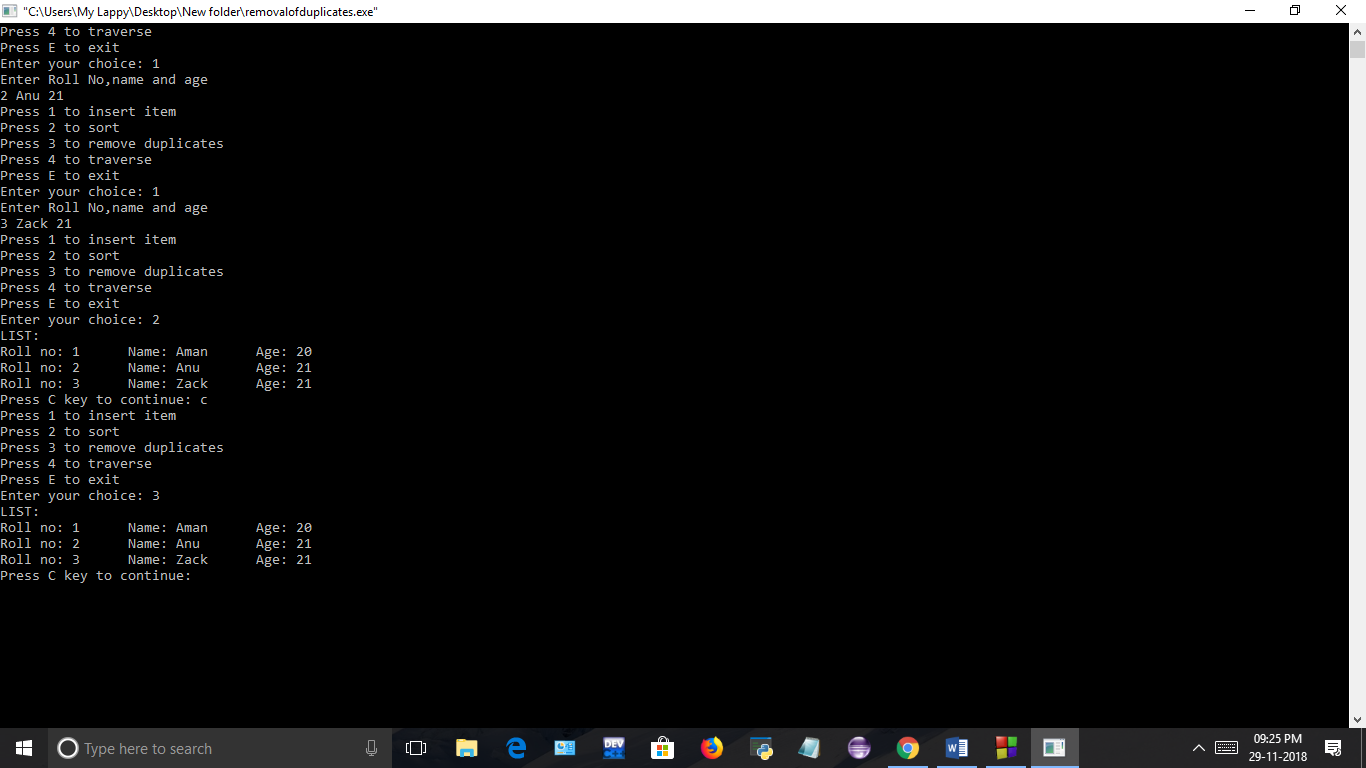 "C:\Users\My Lappy\Desktop\New folder\removalofduplicates.exe"
Press 4 to traverse
Press E to exit
Enter your choice: 1
Enter Roll No,name and age
2 Anu 21
Press 1 to insert item
Press 2 to sort
Press 3 to remove duplicates
Press 4 to traverse
Press E to exit
Enter your choice: 1
Enter Roll No,name and age
3 Zack 21
Press 1 to insert item
Press 2 to sort
Press 3 to remove duplicates
Press 4 to traverse
Press E to exit
Enter your choice: 2
LIST:
Roll no: 1 Name: Aman Age: 20
Roll no: 2 Name: Anu Age: 21
Roll no: 3 Name: Zack Age: 21
Press C key to continue: c
Press 1 to insert item
Press 2 to sort
Press 3 to remove duplicates
Press 4 to traverse
Press E to exit
Enter your choice: 3
LIST:
Roll no: 1 Name: Aman Age: 20
Roll no: 2 Name: Anu Age: 21
Roll no: 3 Name: Zack Age: 21
Press C key to continue:
Type here to search
DEV
09:25 PM
29-11-2018